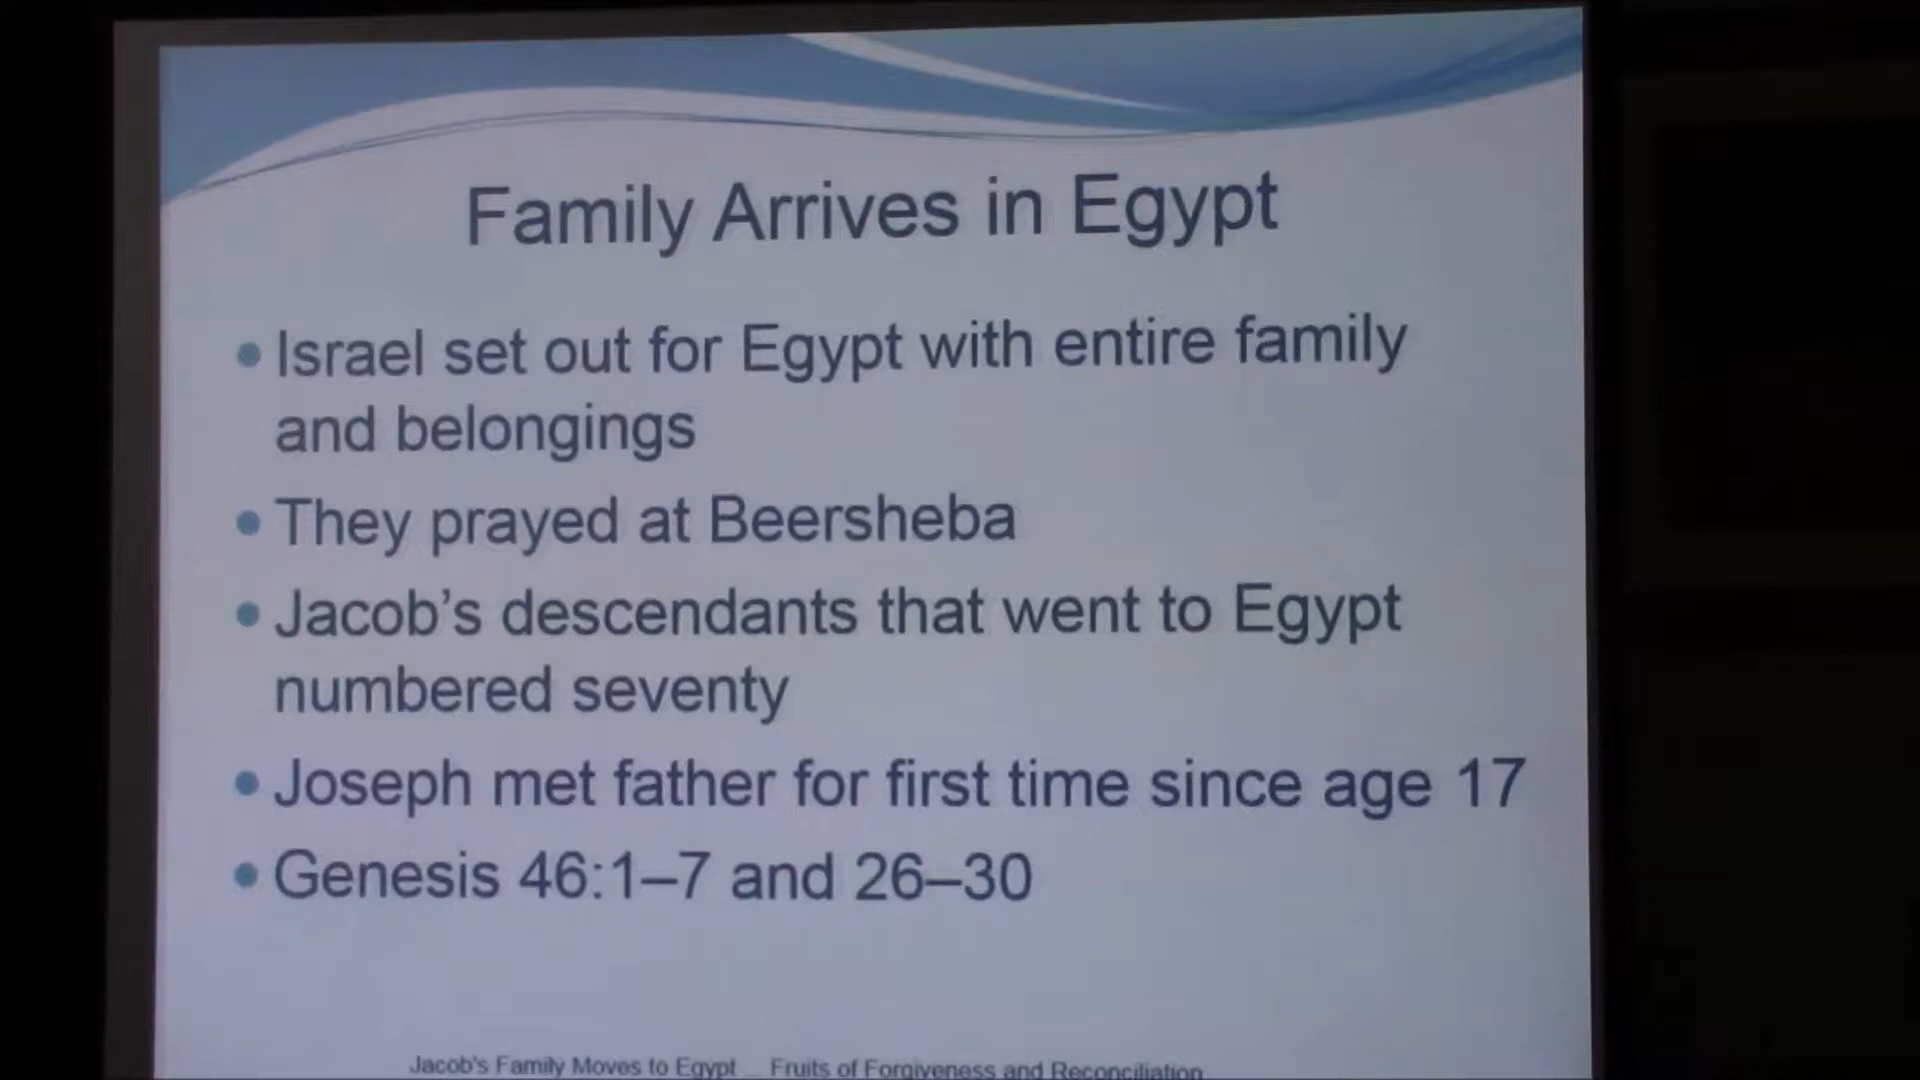 Family Arrives in Egypt
• Israel set out for Egypt with entire family
and belongings
• They prayed at Beersheba
• Jacob’s descendants that went to Egypt
numbered seventy
• Joseph met father for first time since age 17
• Genesis 46:1–7 and 26–30
Jacob's Family Moves to Egypt __ Fruits of Forgiveness and Reconciliation